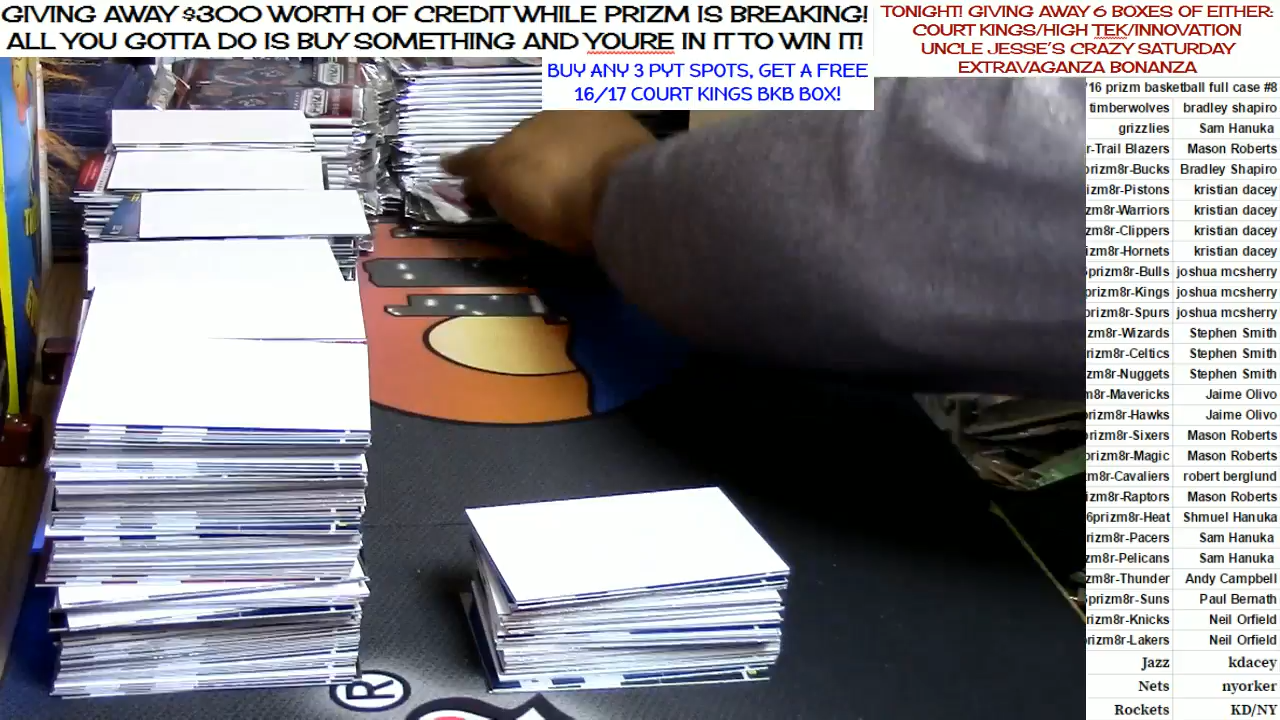 GIVING AWAY $300 WORTH OF CREDIT WHILE PRIZM IS BREAKING!
ALL YOU GOTTA DO IS BUY SOMETHING AND YOURE IN IT TO WIN IT!
TONIGHT! GIVING AWAY 6 BOXES OF EITHER:
COURT KINGS/HIGH TEK/INNOVATION
UNCLE JESSE'S CRAZY SATURDAY
EXTRAVAGANZA BONANZA
BUY ANY 3 PYT SPOTS, GET A FREE
16/17 COURT KINGS BKB BOX!
'16 prizm basketball full case #8
timberwolves bradley shapiro
grizzlies Sam Hanuka
r-Trail Blazers Mason Roberts
prizm8r-Bucks Bradley Shapiro
izm8r-Pistons kristian dacey
zm8r-Warriors kristian dacey
zm8r-Clippers kristian dacey
zm8r-Hornets kristian dacey
6prizm8r-Bulls joshua mcsherry
prizm8r-Kings joshua mcsherry
prizm8r-Spurs joshua mcsherry
zm8r-Wizards Stephen Smith
rizm8r-Celtics Stephen Smith
zm8r-Nuggets Stephen Smith
m8r-Mavericks Jaime Olivo
prizm8r-Hawks Jaime Olivo
prizm8r-Sixers Mason Roberts
prizm8r-Magic Mason Roberts
m8r-Cavaliers robert berglund
izm8r-Raptors Mason Roberts
6prizm8r-Heat Shmuel Hanuka
rizm8r-Pacers Sam Hanuka
zm8r-Pelicans Sam Hanuka
zm8r-Thunder Andy Campbell
prizm8r-Suns Paul Bernath
rizm8r-Knicks Neil Orfield
rizm8r-Lakers Neil Orfield
Jazz kdacey
Nets nyorker
Rockets KD/NY
®